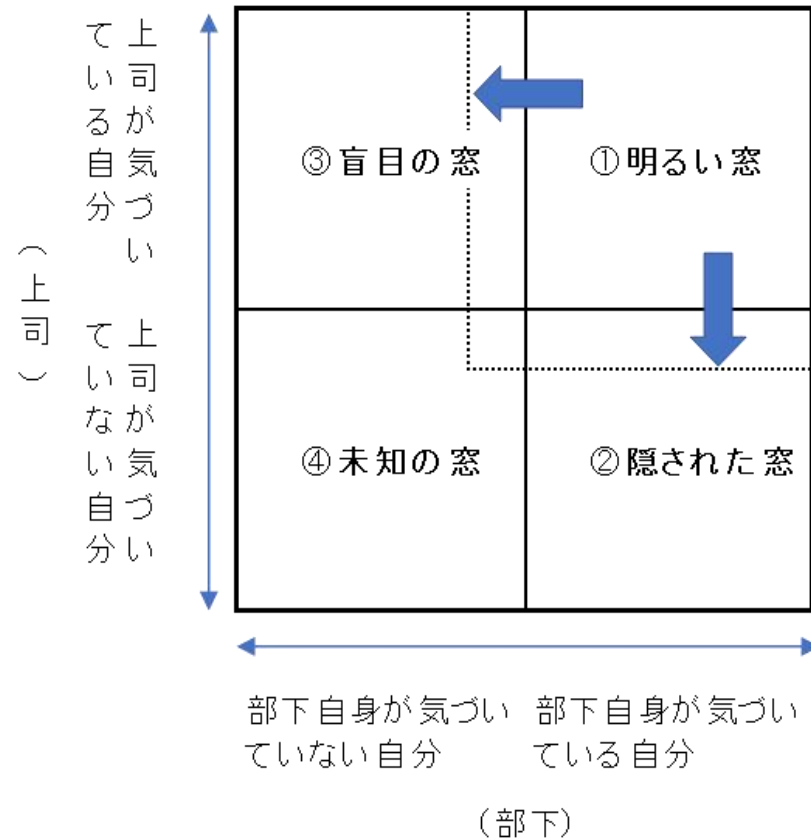 上司が気づい
ている自分
(上司)
上司が気づい
ていない自分
③盲目の窓
①明るい窓
④未知の窓
②隠された窓
部下自身が気づい
ていない自分
部下自身が気づい
ている自分
(部下)